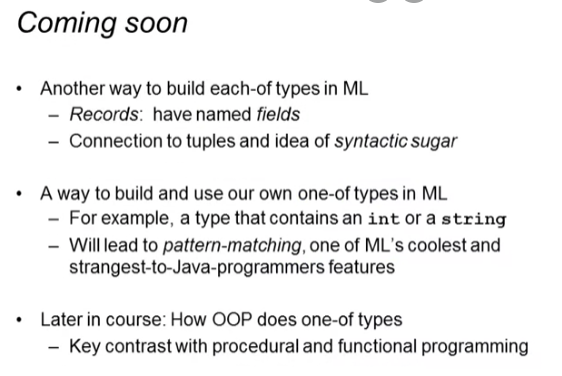 Coming soon
• Another way to build each-of types in ML
– Records: have named fields
– Connection to tuples and idea of syntactic sugar
• A way to build and use our own one-of types in ML
– For example, a type that contains an int or a string
– Will lead to pattern-matching, one of ML's coolest and
strangest-to-Java-programmers features
• Later in course: How OOP does one-of types
– Key contrast with procedural and functional programming